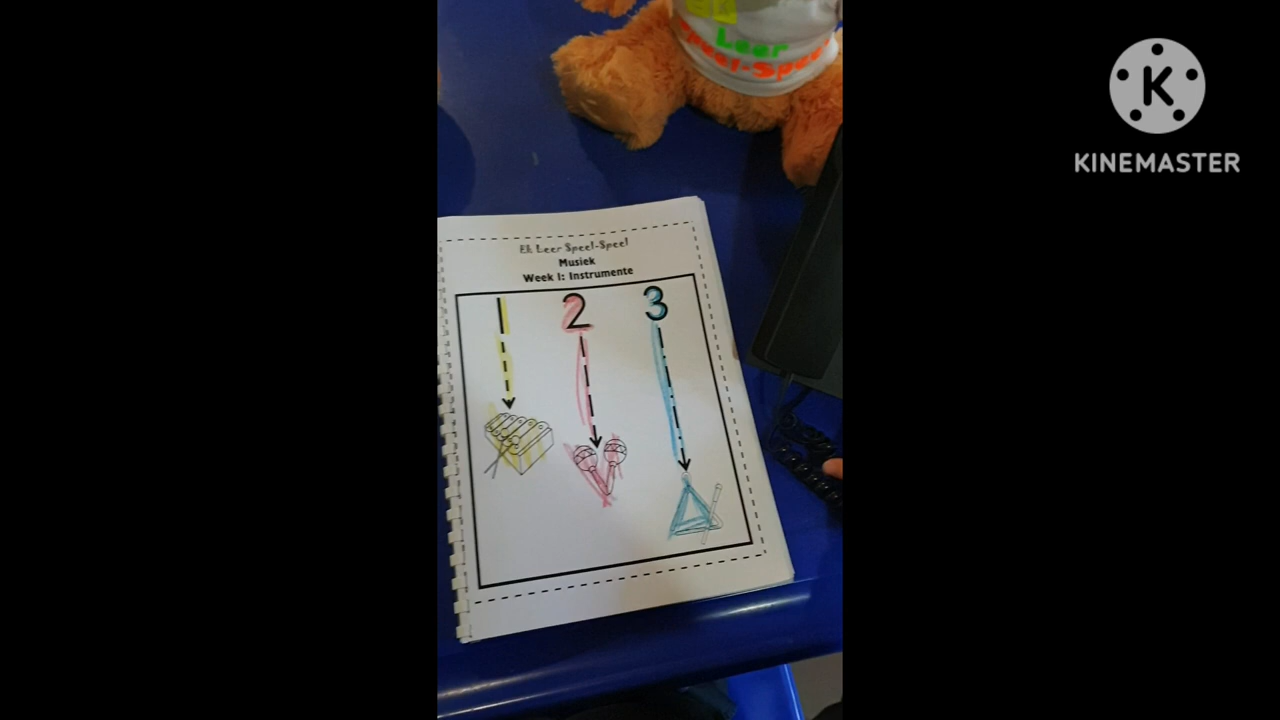 Leer
Speel-Speel
K
KINEMASTER
Ek Leer Speel-Speel
Musiek
Week 1: Instrumente
1 2 3